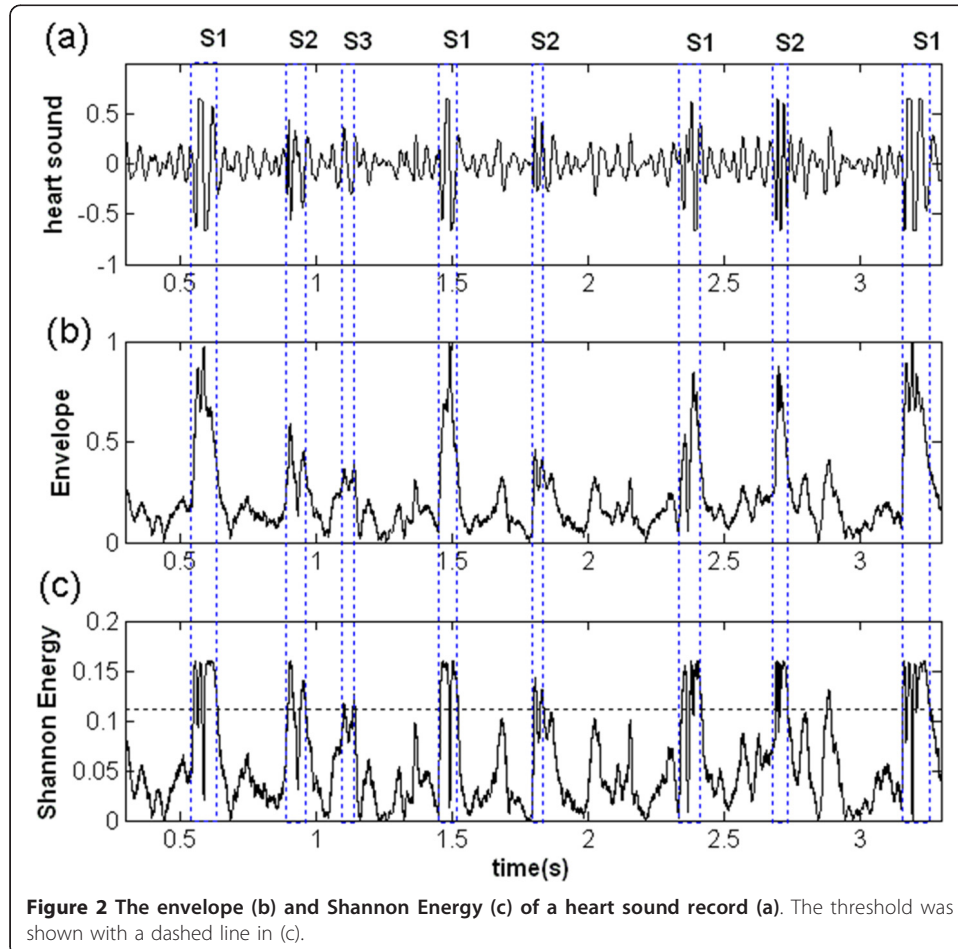 (a)
S1 S2 S3 S1 S2 S1 S2 S1
heart sound
0.5
0
-0.5
-1
0.5 1 1.5 2 2.5 3
(b)
Envelope
1
0.5
0
0.5 1 1.5 2 2.5 3
(c)
Shannon Energy
0.2
0.15
0.1
0.05
0
0.5 1 1.5 2 2.5 3
time(s)
Figure 2 The envelope (b) and Shannon Energy (c) of a heart sound record (a). The threshold was
shown with a dashed line in (c).